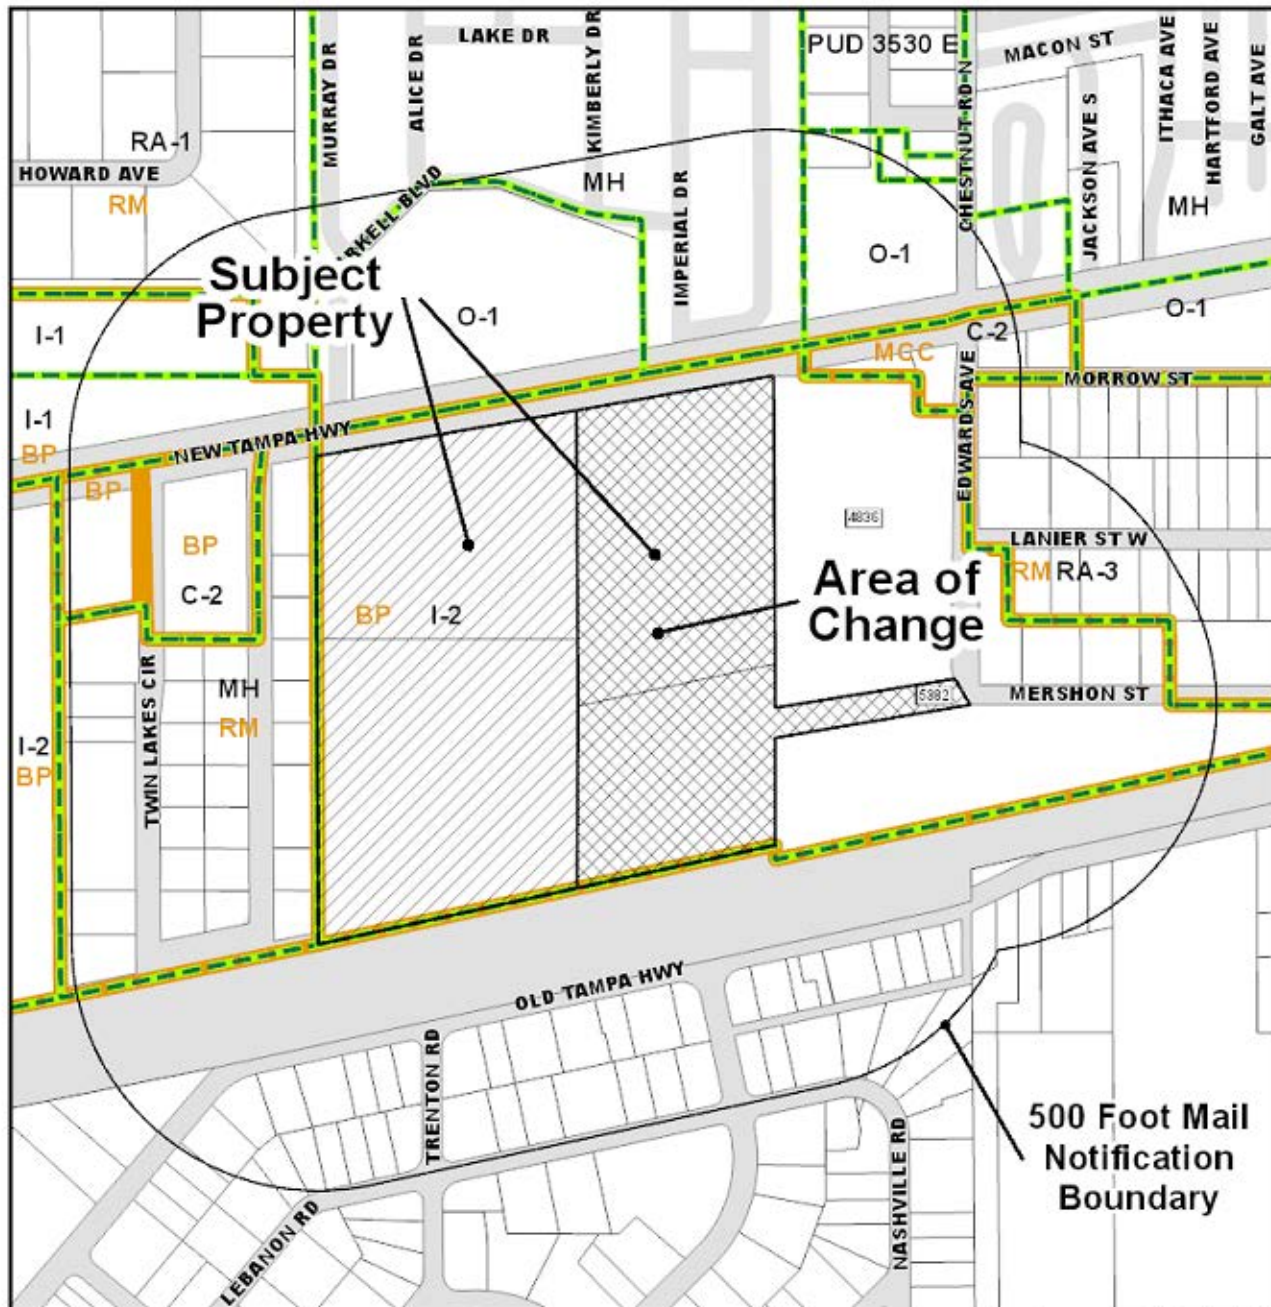 LAKE DR
PUD 3530 E
MACON ST
MURRAY DR
ALICE DR
KIMBERLY DR
CHESTNUT RD N
JACKSON AVE S
ITHACA AVE
HARTFORD AVE
GALT AVE
RA-1
HOWARD AVE
RM
MH
IMPERIAL DR
MH
RKELL BLVD
O-1
Subject
Property
O-1
I-1
C-2
O-1
MCC
MORROW ST
I-1
BP
NEW TAMPA HWY
EDWARDS AVE
BP
BP
C-2
4836
LANIER ST W
RM RA-3
Area of
Change
BP I-2
MH
RM
5382
MERSHON ST
I-2
BP
TWIN LAKES CIR
OLD TAMPA HWY
TRENTON RD
NASHVILLE RD
LEBANON RD
500 Foot Mail
Notification
Boundary